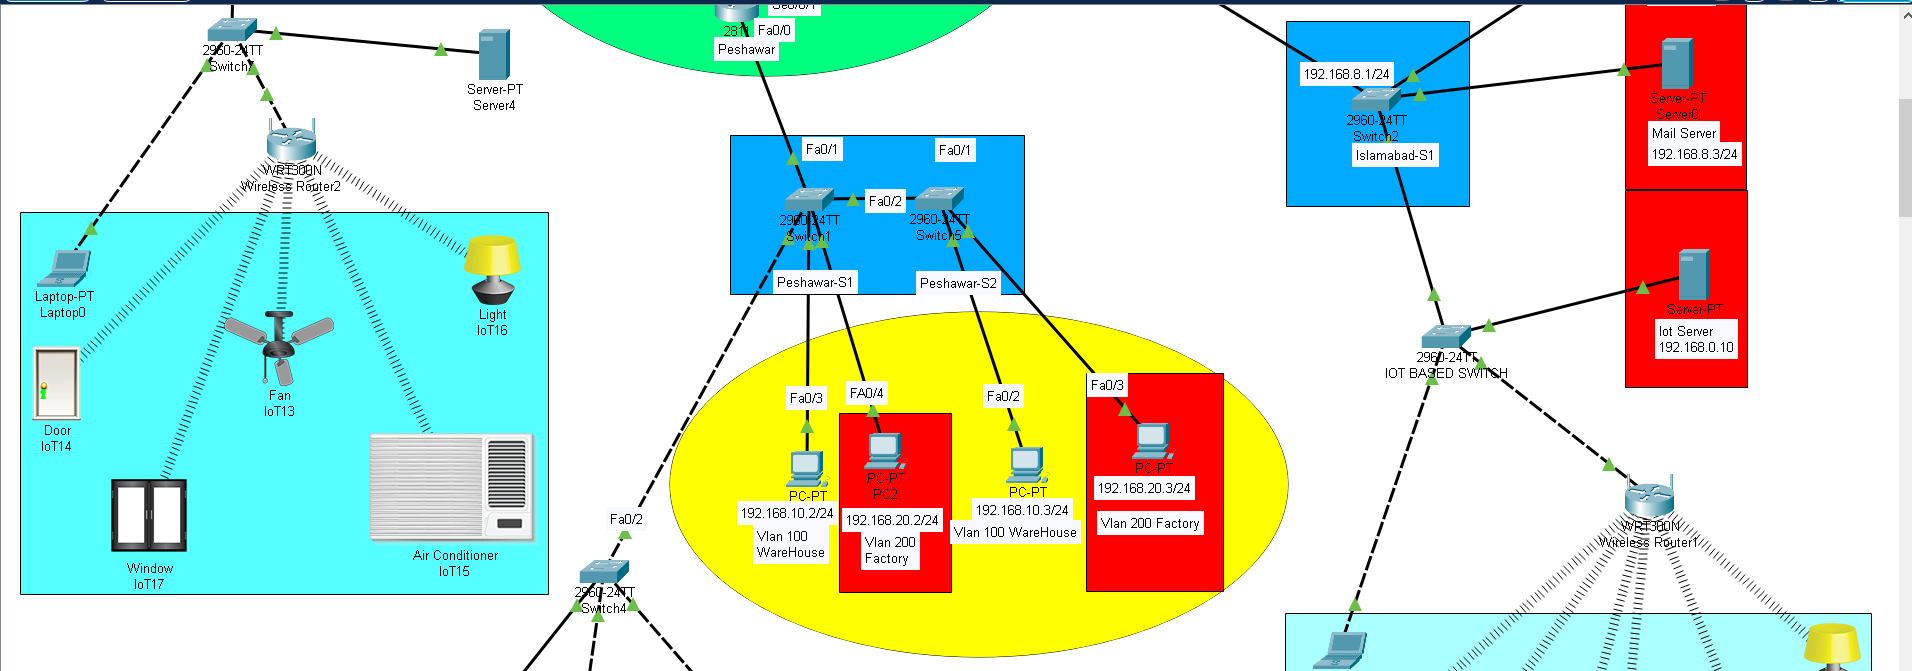 2960-24TT
Switch7
Server-PT
Server4
WRT300N
Wireless Router2
Laptop-PT
Laptop0
Light
IoT16
Fan
IoT13
Door
IoT14
Window
IoT17
Air Conditioner
IoT15
Se0/0/1
2811
Fa0/0
Peshawar
Fa0/1
Fa0/1
Fa0/2
2960-24TT
Switch1
2960-24TT
Switch5
Peshawar-S1
Peshawar-S2
Fa0/3
FA0/4
Fa0/2
Fa0/3
PC-PT
192.168.10.2/24
Vlan 100
WareHouse
PC-PT
PC2
192.168.20.2/24
Vlan 200
Factory
PC-PT
192.168.10.3/24
Vlan 100 WareHouse
PC-PT
192.168.20.3/24
Vlan 200 Factory
Fa0/2
2960-24TT
Switch4
192.168.8.1/24
2960-24TT
Switch2
Islamabad-S1
Server-PT
Server0
Mail Server
192.168.8.3/24
Server-PT
Iot Server
192.168.0.10
2960-24TT
IOT BASED SWITCH
WRT300N
Wireless Router1